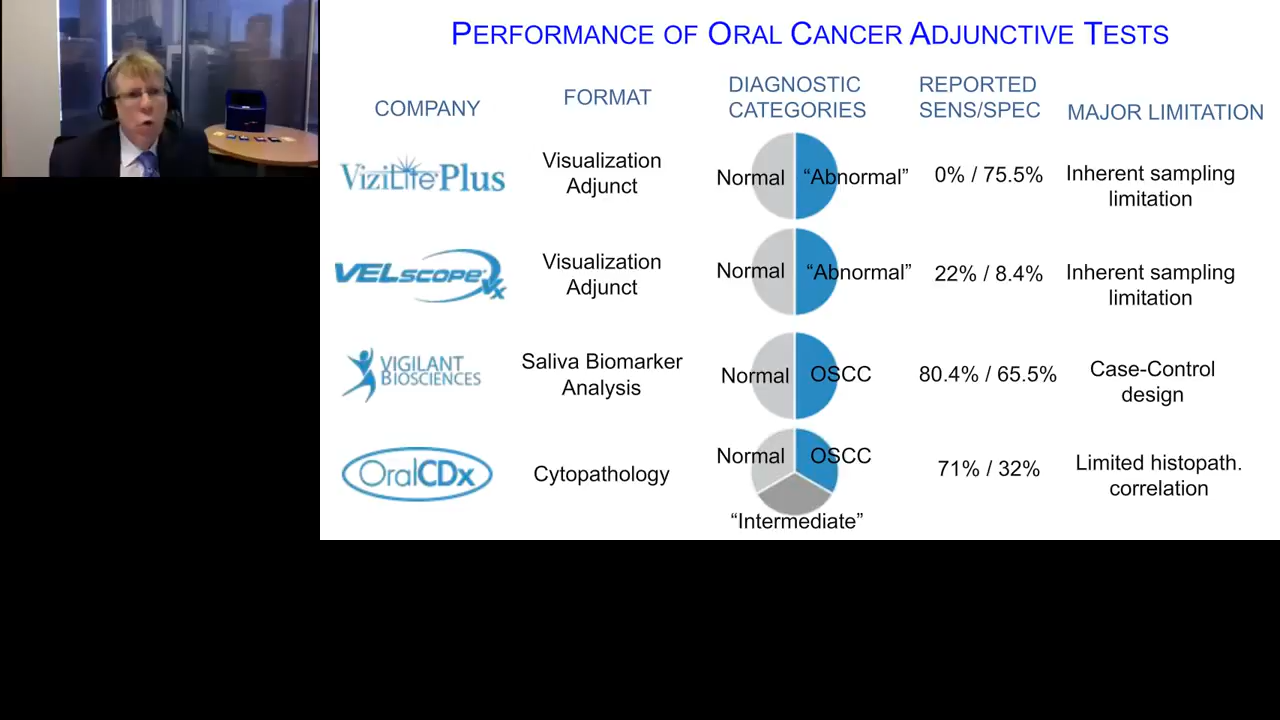 PERFORMANCE OF ORAL CANCER ADJUNCTIVE TESTS
COMPANY
FORMAT
DIAGNOSTIC
CATEGORIES
REPORTED
SENS/SPEC
MAJOR LIMITATION
ViziLite Plus
Visualization
Adjunct
Normal
“Abnormal”
0% / 75.5%
Inherent sampling
limitation
VELscope Vx
Visualization
Adjunct
Normal
“Abnormal”
22% / 8.4%
Inherent sampling
limitation
VIGILANT
BIOSCIENCES
Saliva Biomarker
Analysis
Normal
OSCC
80.4% / 65.5%
Case-Control
design
OralCDx
Cytopathology
Normal
OSCC
“Intermediate”
71% / 32%
Limited histopath.
correlation